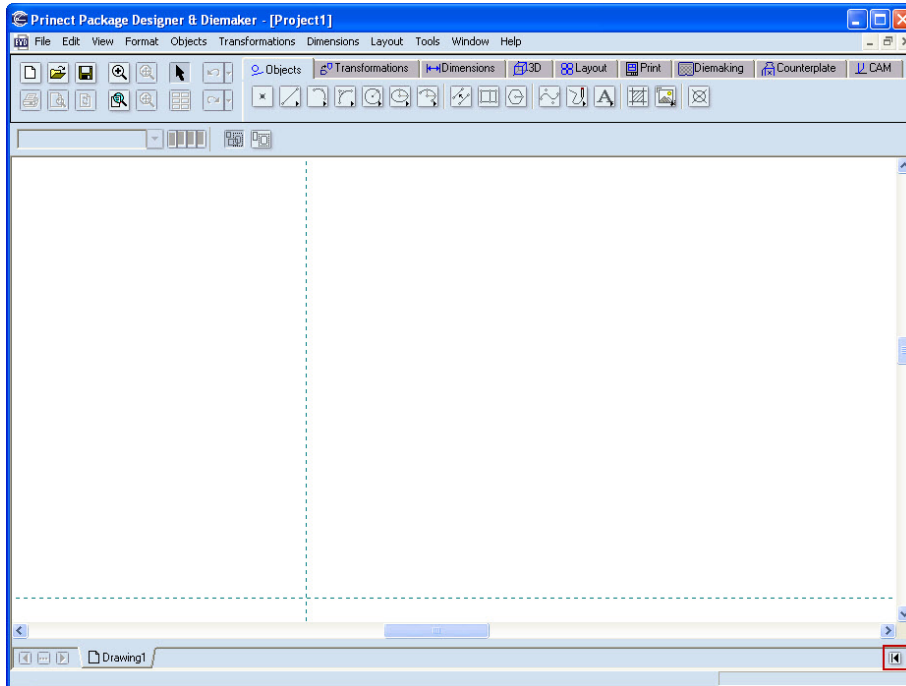 Prinect Package Designer & Diemaker - [Project1]
File Edit View Format Objects Transformations Dimensions Layout Tools Window Help
Objects Transformations Dimensions 3D Layout Print Diemaking Counterplate CAM
Drawing1